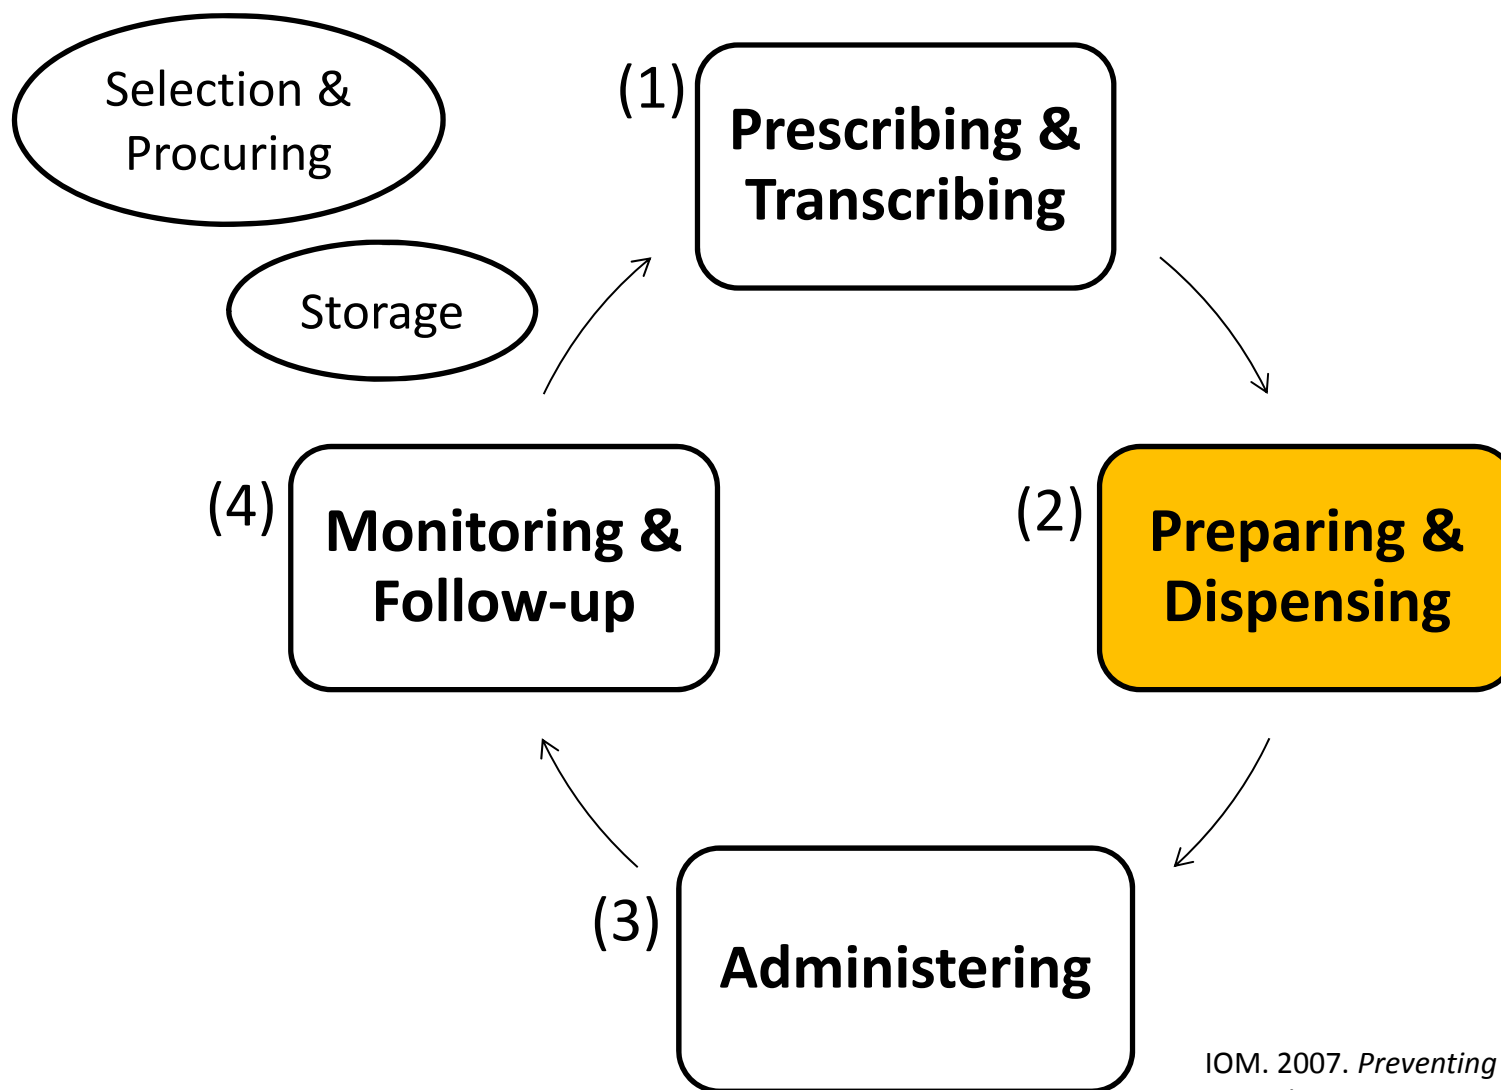 Selection &
Procuring
Storage
(1)
Prescribing &
Transcribing
(2)
Preparing &
Dispensing
(3)
Administering
(4)
Monitoring &
Follow-up
IOM. 2007. Preventing